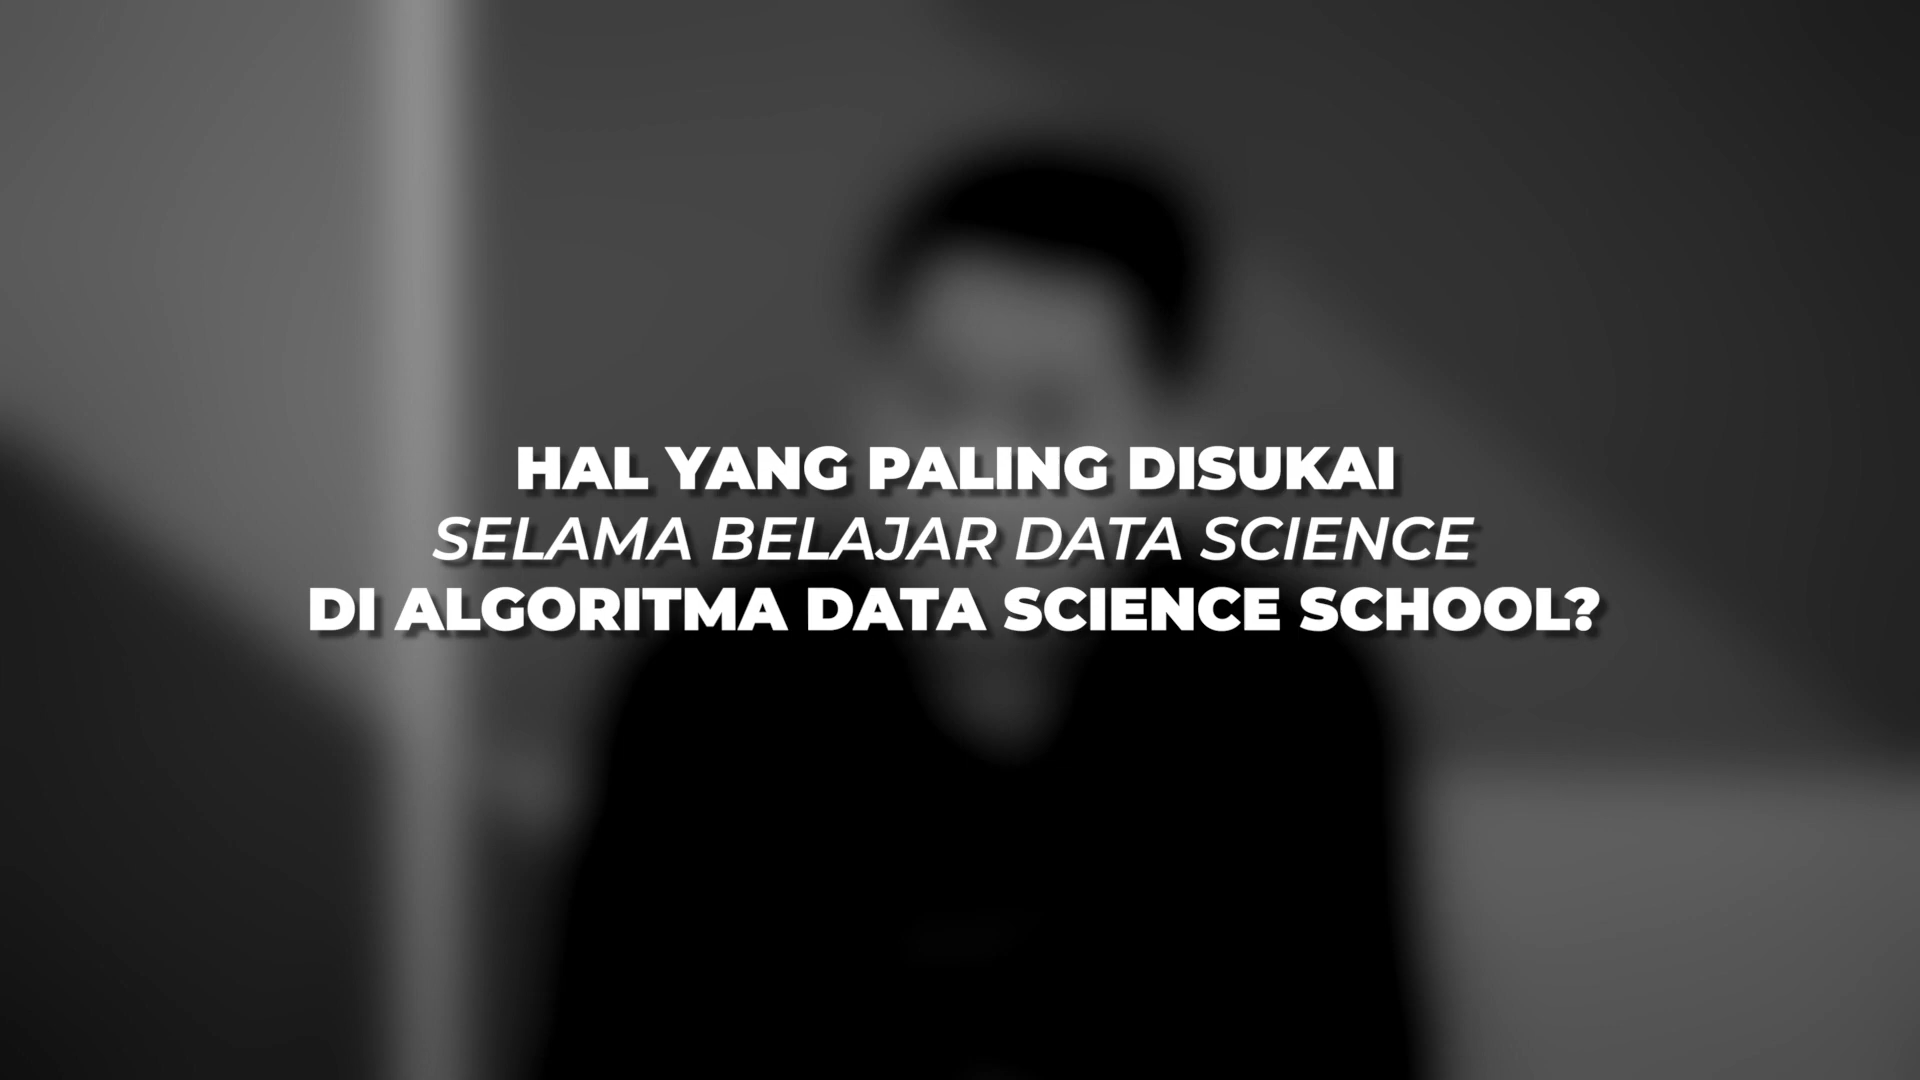 HAL YANG PALING DISUKAI
SELAMA BELAJAR DATA SCIENCE
DI ALGORITMA DATA SCIENCE SCHOOL?